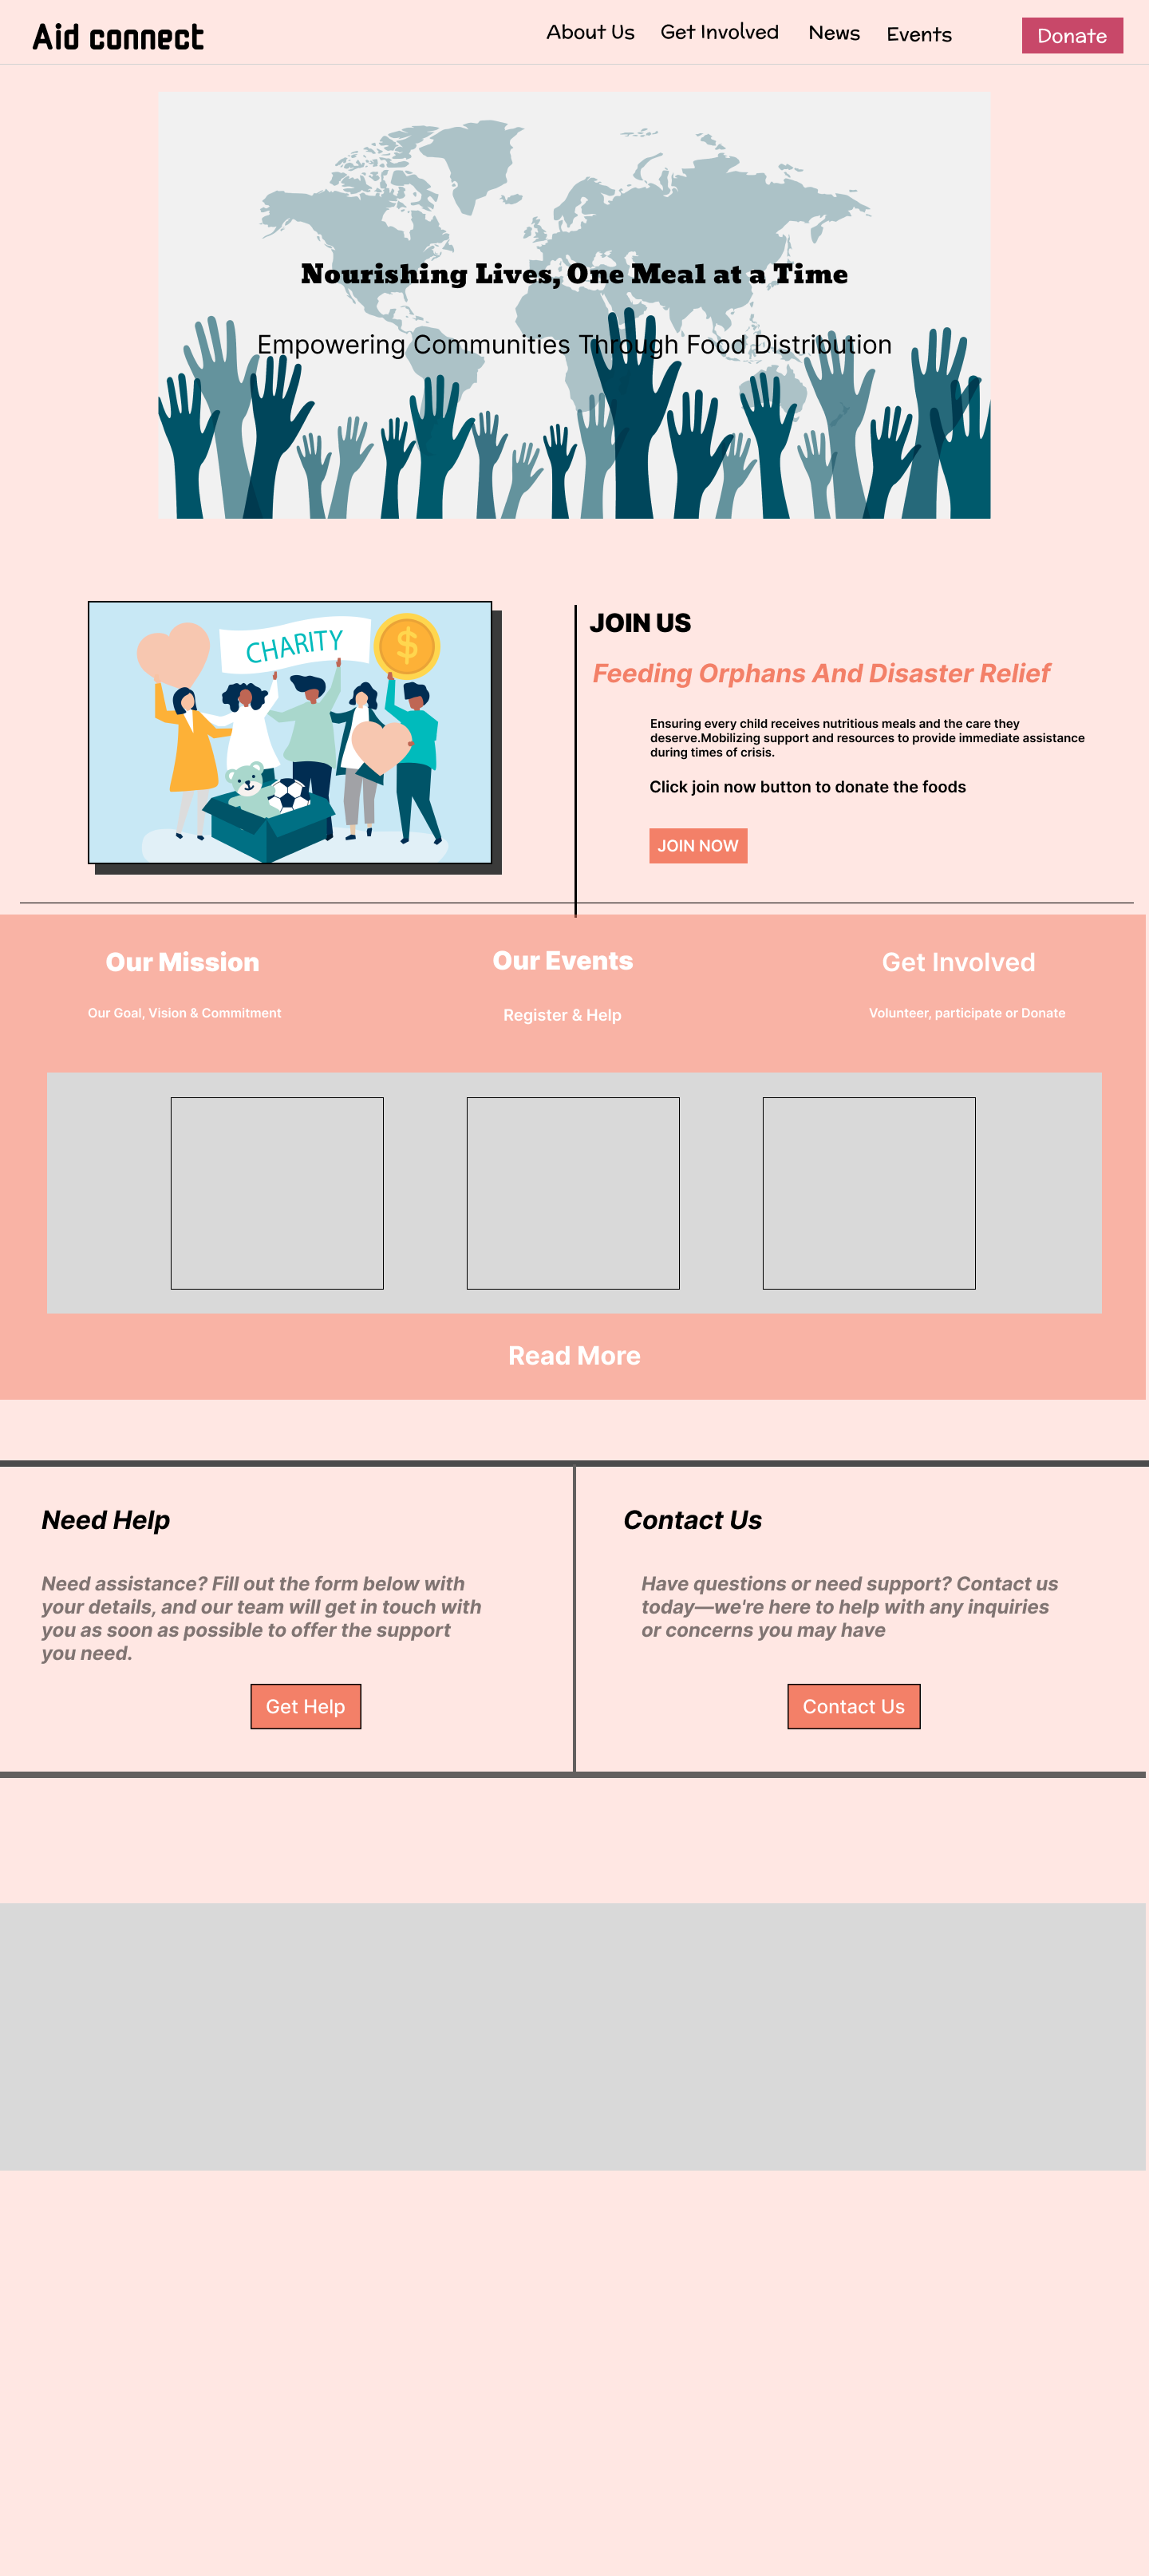 Aid connect
About Us
Get Involved
News
Events
Donate
Nourishing Lives, One Meal at a Time
Empowering Communities Through Food Distribution
CHARITY
$
JOIN US
Feeding Orphans And Disaster Relief
Ensuring every child receives nutritious meals and the care they
deserve.Mobilizing support and resources to provide immediate assistance
during times of crisis.
Click join now button to donate the foods
JOIN NOW
Our Mission
Our Events
Get Involved
Our Goal, Vision & Commitment
Register & Help
Volunteer, participate or Donate
Read More
Need Help
Need assistance? Fill out the form below with
your details, and our team will get in touch with
you as soon as possible to offer the support
you need.
Get Help
Contact Us
Have questions or need support? Contact us
today—we're here to help with any inquiries
or concerns you may have
Contact Us